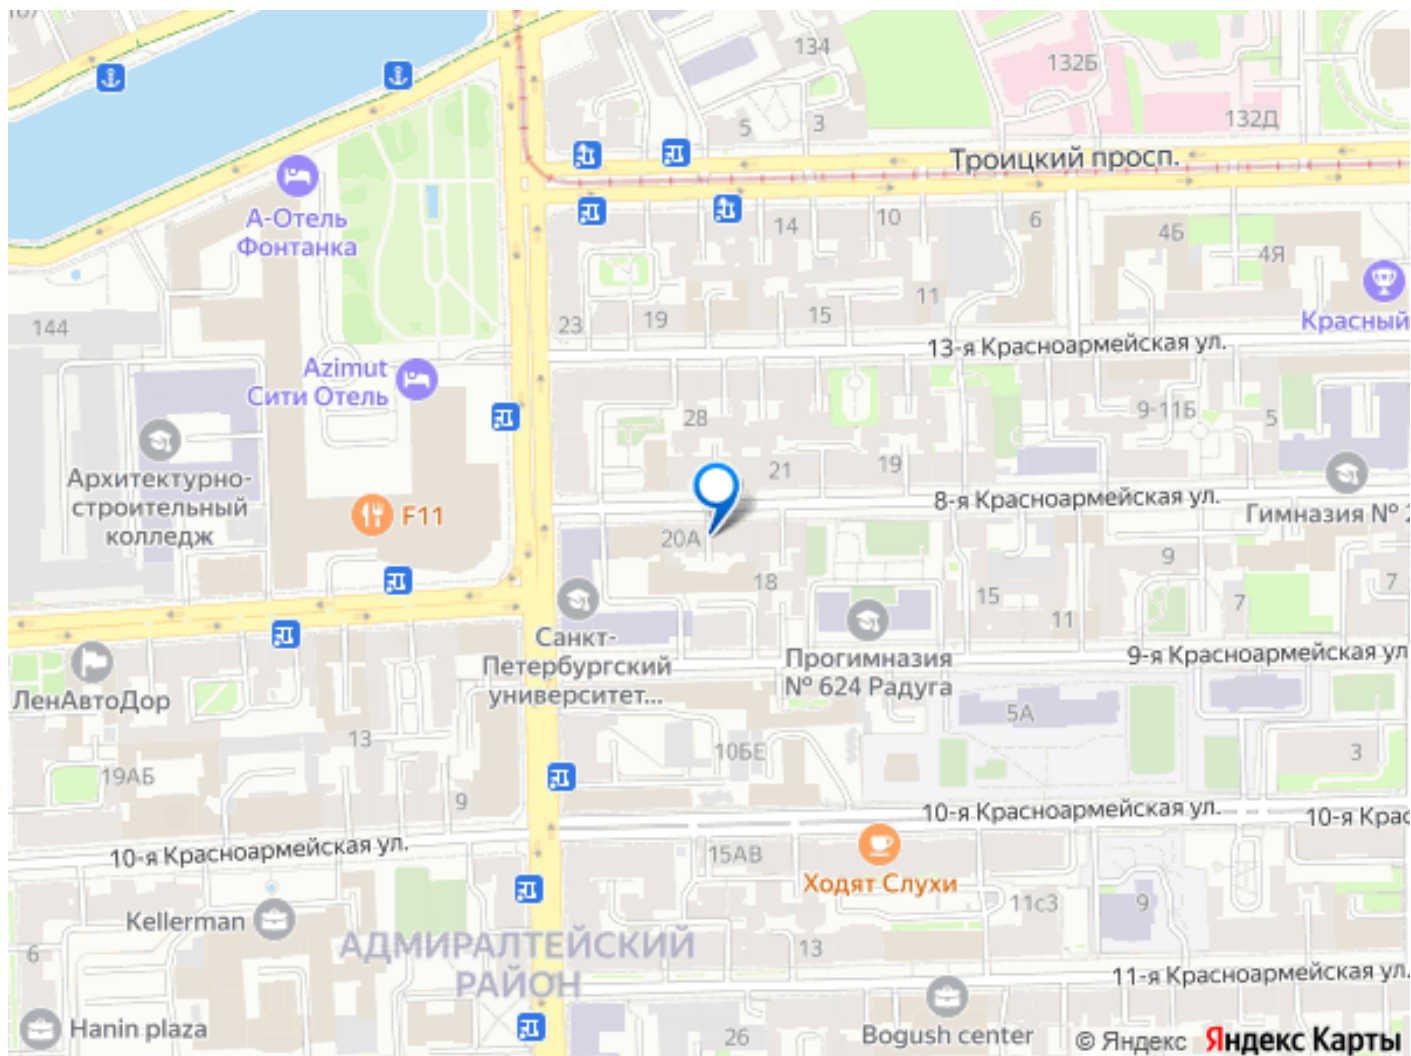 134
132Б
132Д
5
3
Троицкий просп.
А-Отель
Фонтанка
14
10
6
4Б
4Я
144
23
19
15
11
Красный
13-я Красноармейская ул.
Azimut
Сити Отель
28
9-11Б
5
Архитектурно-
строительный
колледж
F11
21
19
8-я Красноармейская ул.
Гимназия № 2
20А
18
9
7
15
11
7
Санкт-
Петербургский
университет...
Прогимназия
№ 624 Радуга
9-я Красноармейская ул
ЛенАвтоДор
5А
13
10БЕ
3
19АБ
9
10-я Красноармейская ул.
10-я Крас
10-я Красноармейская ул.
15АВ
Ходят Слухи
Kellerman
11с3
9
АДМИРАЛТЕЙСКИЙ
РАЙОН
6
13
11-я Красноармейская ул.
Hanin plaza
26
Bogush center
© Яндекс Яндекс Карты